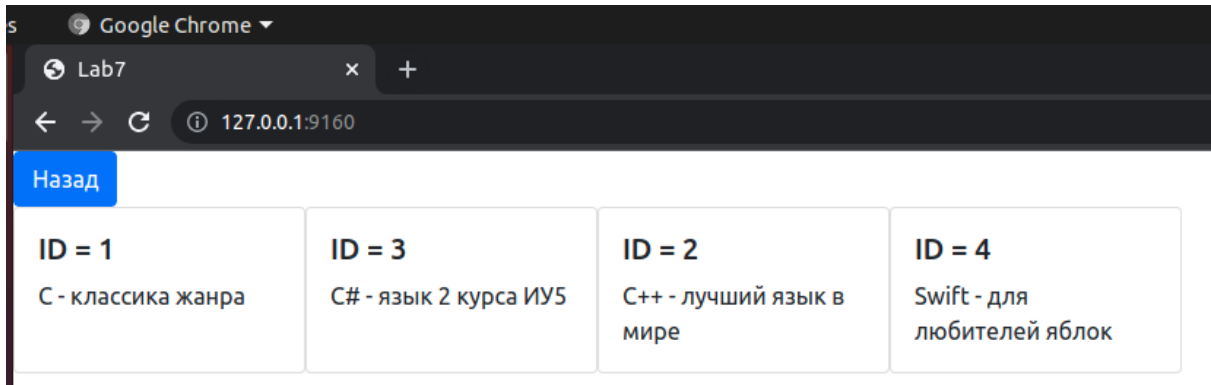 s Google Chrome
Lab7
127.0.0.1:9160
Назад
ID = 1
C - классика жанра
ID = 3
C# - язык 2 курса ИУ5
ID = 2
C++ - лучший язык в
мире
ID = 4
Swift - для
любителей яблок